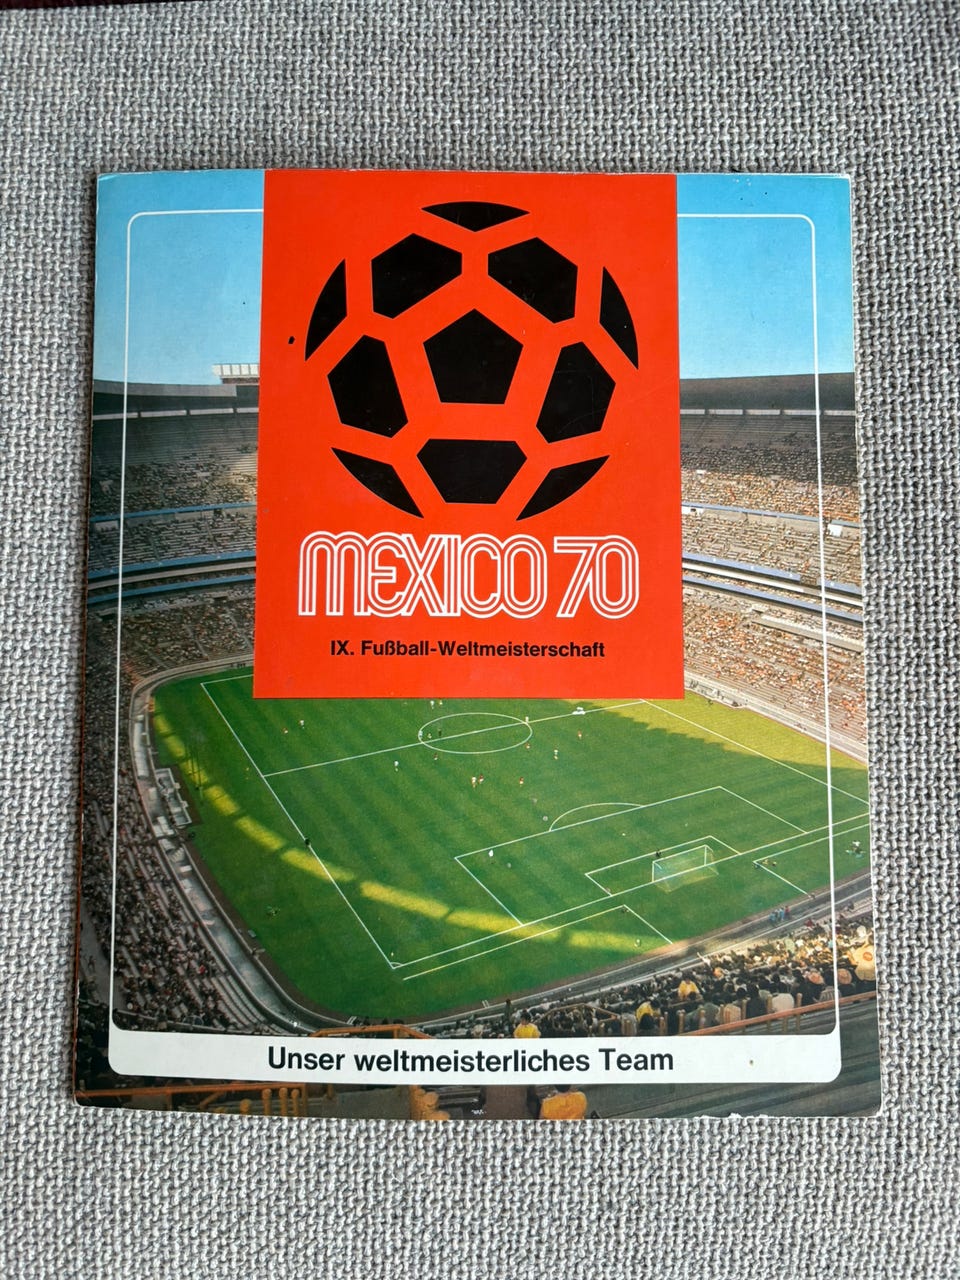 MEXICO 70
IX. Fußball-Weltmeisterschaft
Unser weltmeisterliches Team